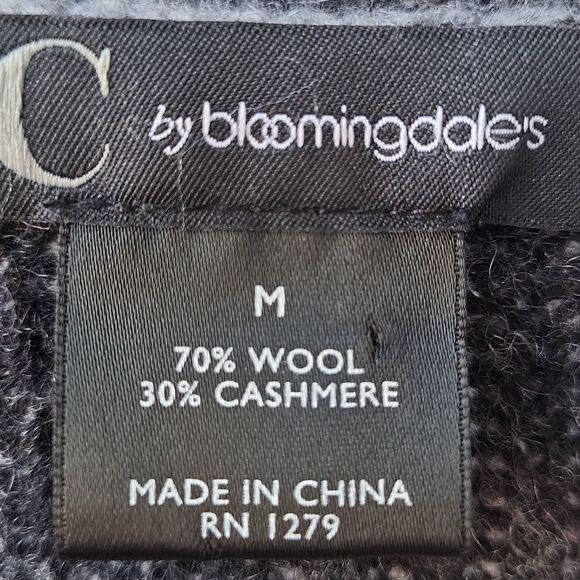 C by bloomingdale's
M
70% WOOL
30% CASHMERE
MADE IN CHINA
RN 1279